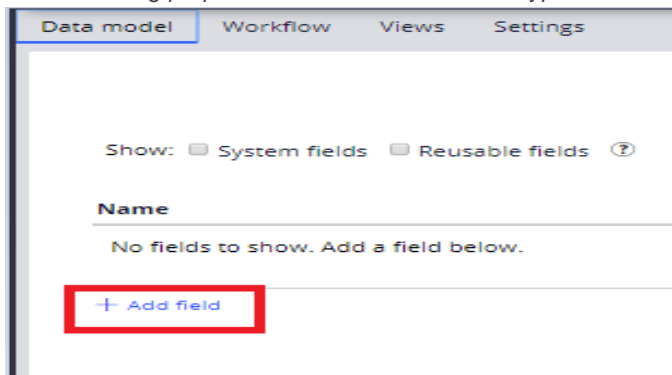 Data model Workflow Views Settings
Show: System fields Reusable fields ?
Name
No fields to show. Add a field below.
+ Add field